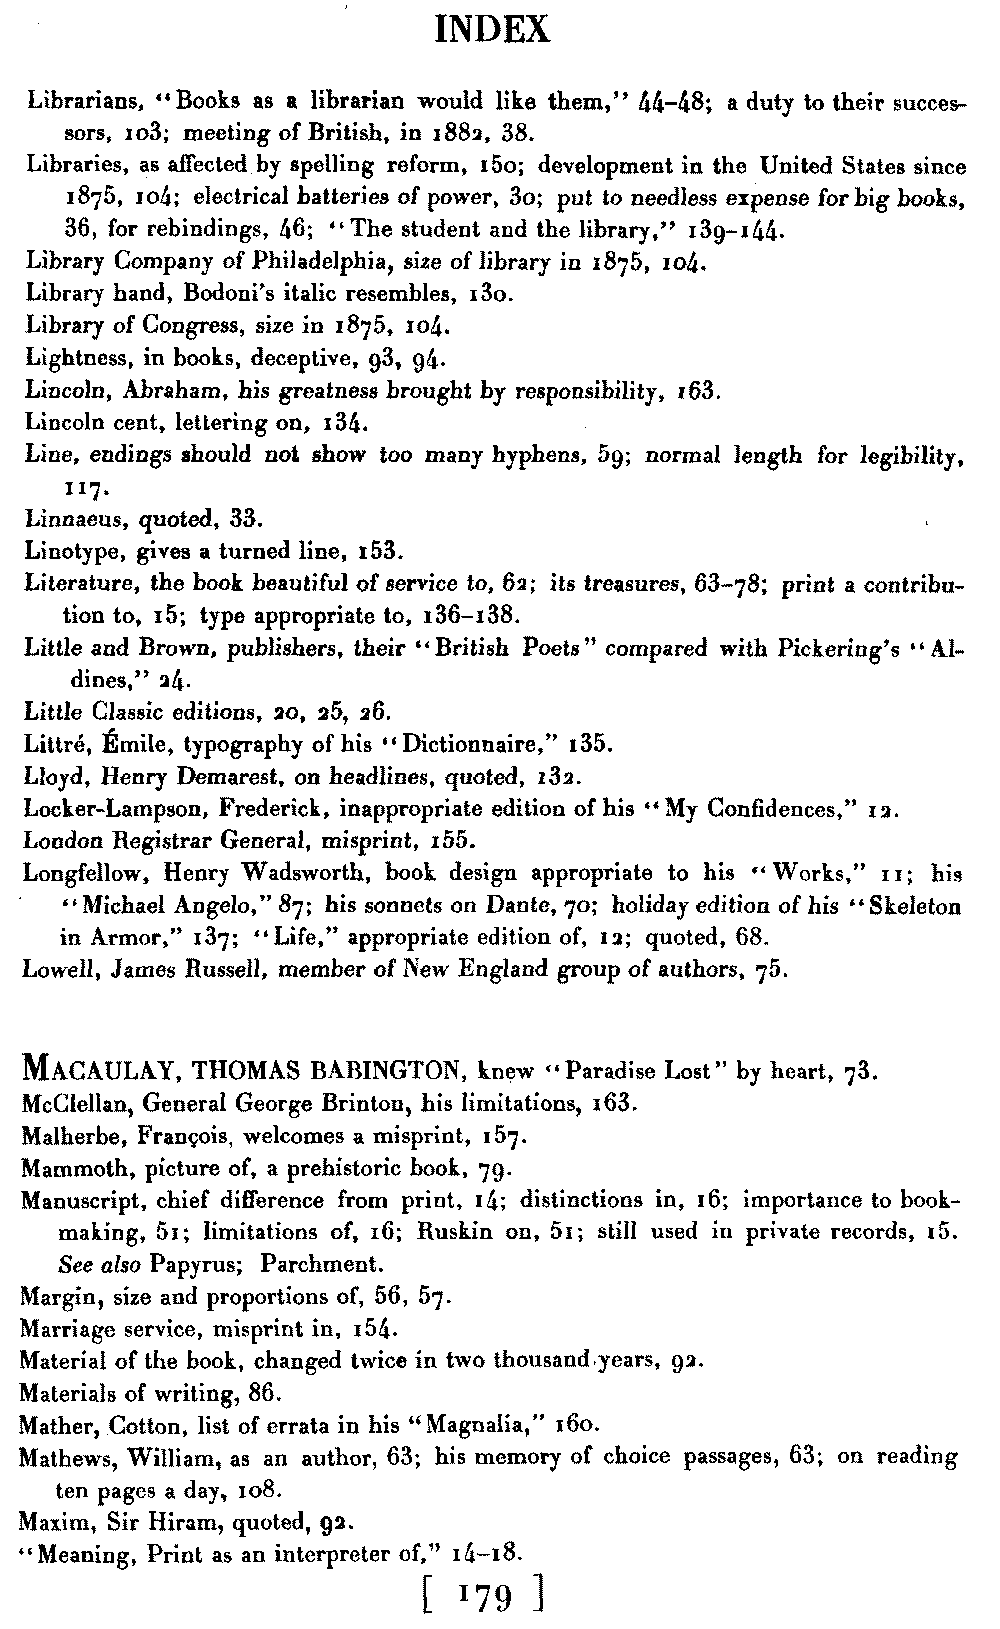 INDEX
Librarians, “Books as a librarian would like them,” 44–48; a duty to their succes-
sors, 103; meeting of British, in 1882, 38.
Libraries, as affected by spelling reform, 150; development in the United States since
1875, 104; electrical batteries of power, 30; put to needless expense for big books,
36, for rebindings, 46; “The student and the library,” 139–144.
Library Company of Philadelphia, size of library in 1875, 104.
Library hand, Bodoni’s italic resembles, 130.
Library of Congress, size in 1875, 104.
Lightness, in books, deceptive, 93, 94.
Lincoln, Abraham, his greatness brought by responsibility, 163.
Lincoln cent, lettering on, 134.
Line, endings should not show too many hyphens, 59; normal length for legibility,
117.
Linnaeus, quoted, 33.
Linotype, gives a turned line, 153.
Literature, the book beautiful of service to, 62; its treasures, 63–78; print a contribu-
tion to, 15; type appropriate to, 136–138.
Little and Brown, publishers, their “British Poets” compared with Pickering’s “Al-
dines,” 24.
Little Classic editions, 20, 25, 26.
Littré, Émile, typography of his “Dictionnaire,” 135.
Lloyd, Henry Demarest, on headlines, quoted, 132.
Locker-Lampson, Frederick, inappropriate edition of his “My Confidences,” 12.
London Registrar General, misprint, 155.
Longfellow, Henry Wadsworth, book design appropriate to his “Works,” 11; his
“Michael Angelo,” 87; his sonnets on Dante, 70; holiday edition of his “Skeleton
in Armor,” 137; “Life,” appropriate edition of, 12; quoted, 68.
Lowell, James Russell, member of New England group of authors, 75.
MACAULAY, THOMAS BABINGTON, knew “Paradise Lost” by heart, 73.
McClellan, General George Brinton, his limitations, 163.
Malherbe, François, welcomes a misprint, 157.
Mammoth, picture of, a prehistoric book, 79.
Manuscript, chief difference from print, 14; distinctions in, 16; importance to book-
making, 51; limitations of, 16; Ruskin on, 51; still used in private records, 15.
See also Papyrus; Parchment.
Margin, size and proportions of, 56, 57.
Marriage service, misprint in, 154.
Material of the book, changed twice in two thousand years, 92.
Materials of writing, 86.
Mather, Cotton, list of errata in his “Magnalia,” 160.
Mathews, William, as an author, 63; his memory of choice passages, 63; on reading
ten pages a day, 108.
Maxim, Sir Hiram, quoted, 92.
“Meaning, Print as an interpreter of,” 14–18.
[ 179 ]